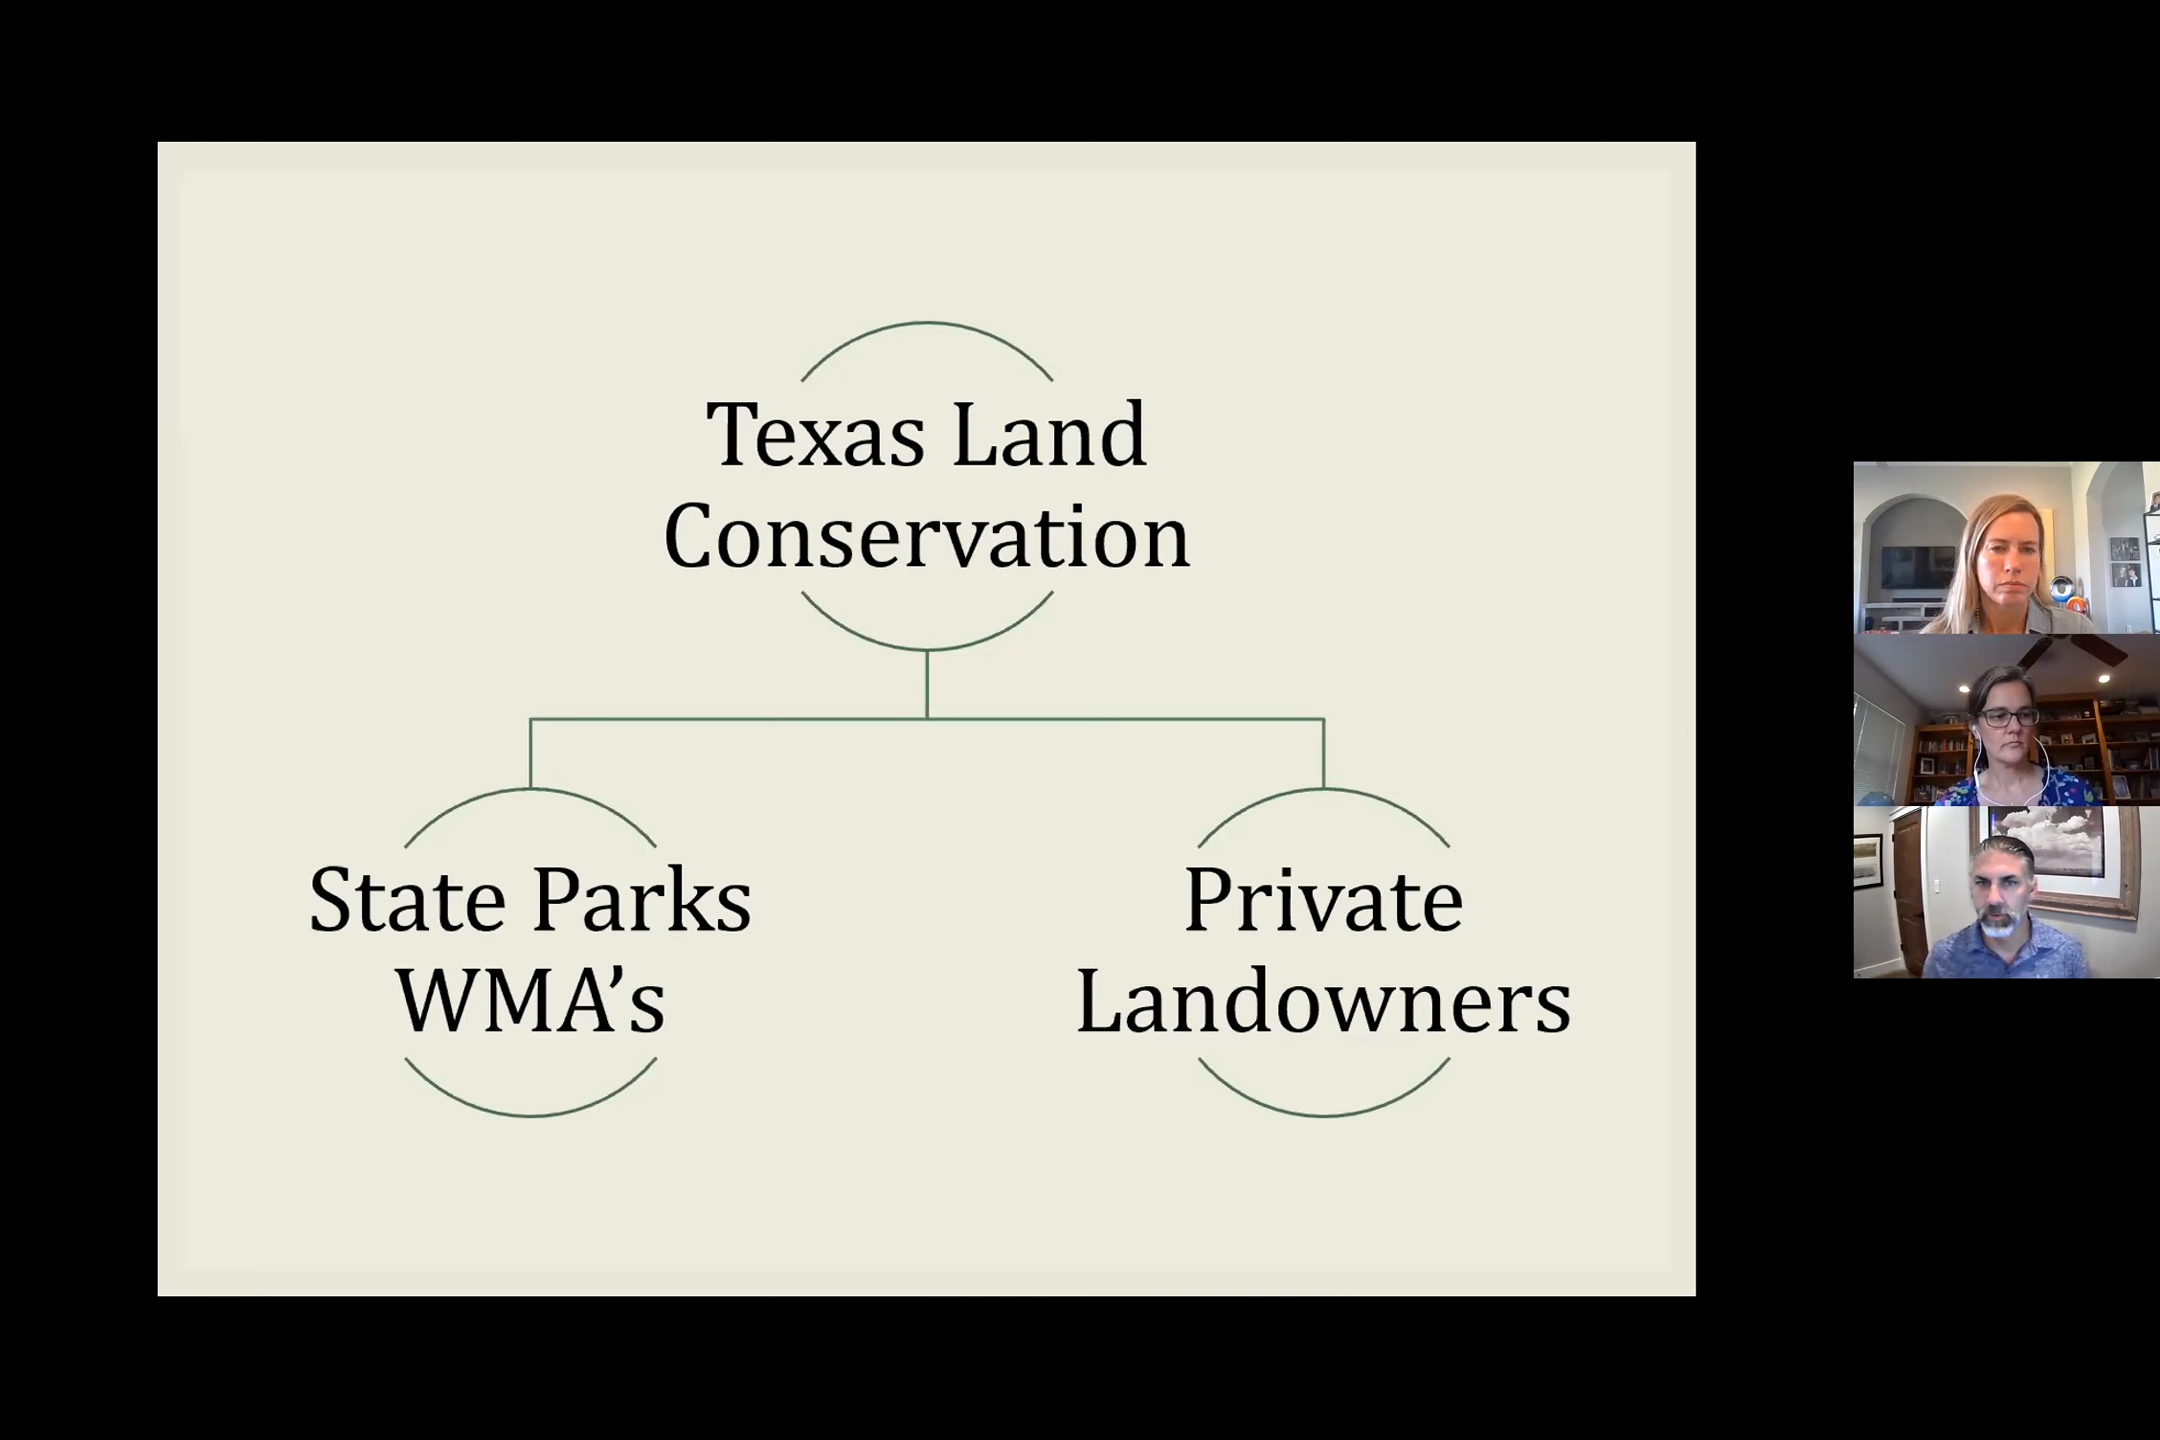 Texas Land
Conservation
State Parks
WMA’s
Private
Landowners